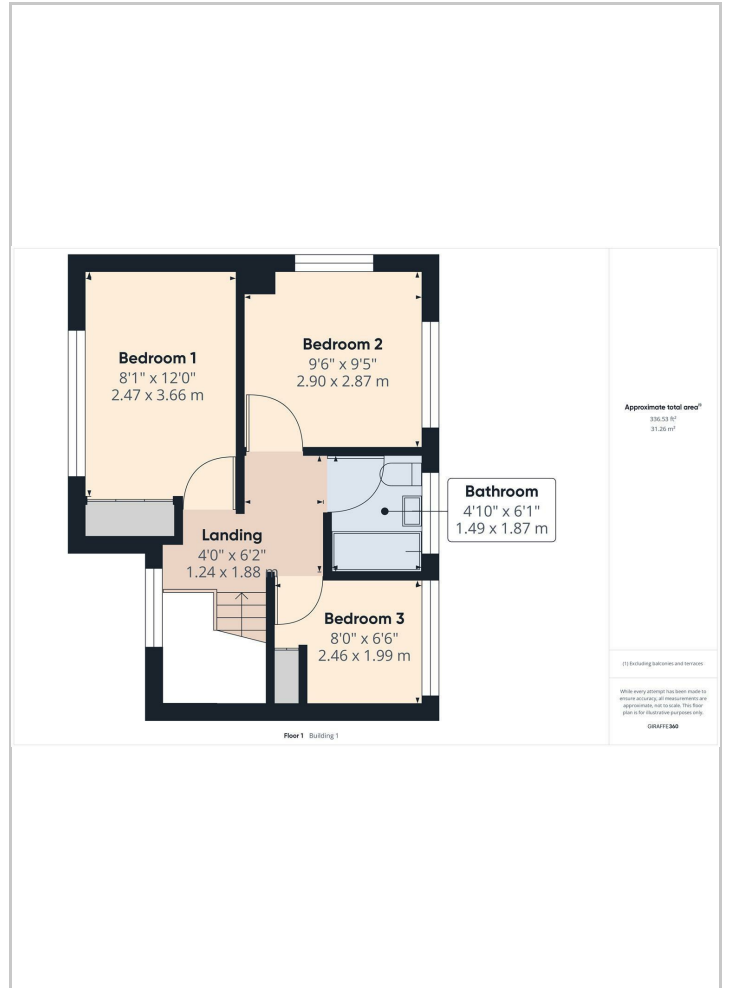 Bedroom 1
8'1" x 12'0"
2.47 x 3.66 m
Bedroom 2
9'6" x 9'5"
2.90 x 2.87 m
Bathroom
4'10" x 6'1"
1.49 x 1.87 m
Landing
4'0" x 6'2"
1.24 x 1.88 m
Bedroom 3
8'0" x 6'6"
2.46 x 1.99 m
Floor 1 Building 1
Approximate total area⁽¹⁾
336.53 ft²
31.26 m²
(1) Excluding balconies and terraces
While every attempt has been made to
ensure accuracy, all measurements are
approximate, not to scale. This floor
plan is for illustrative purposes only.
GIRAFFE360